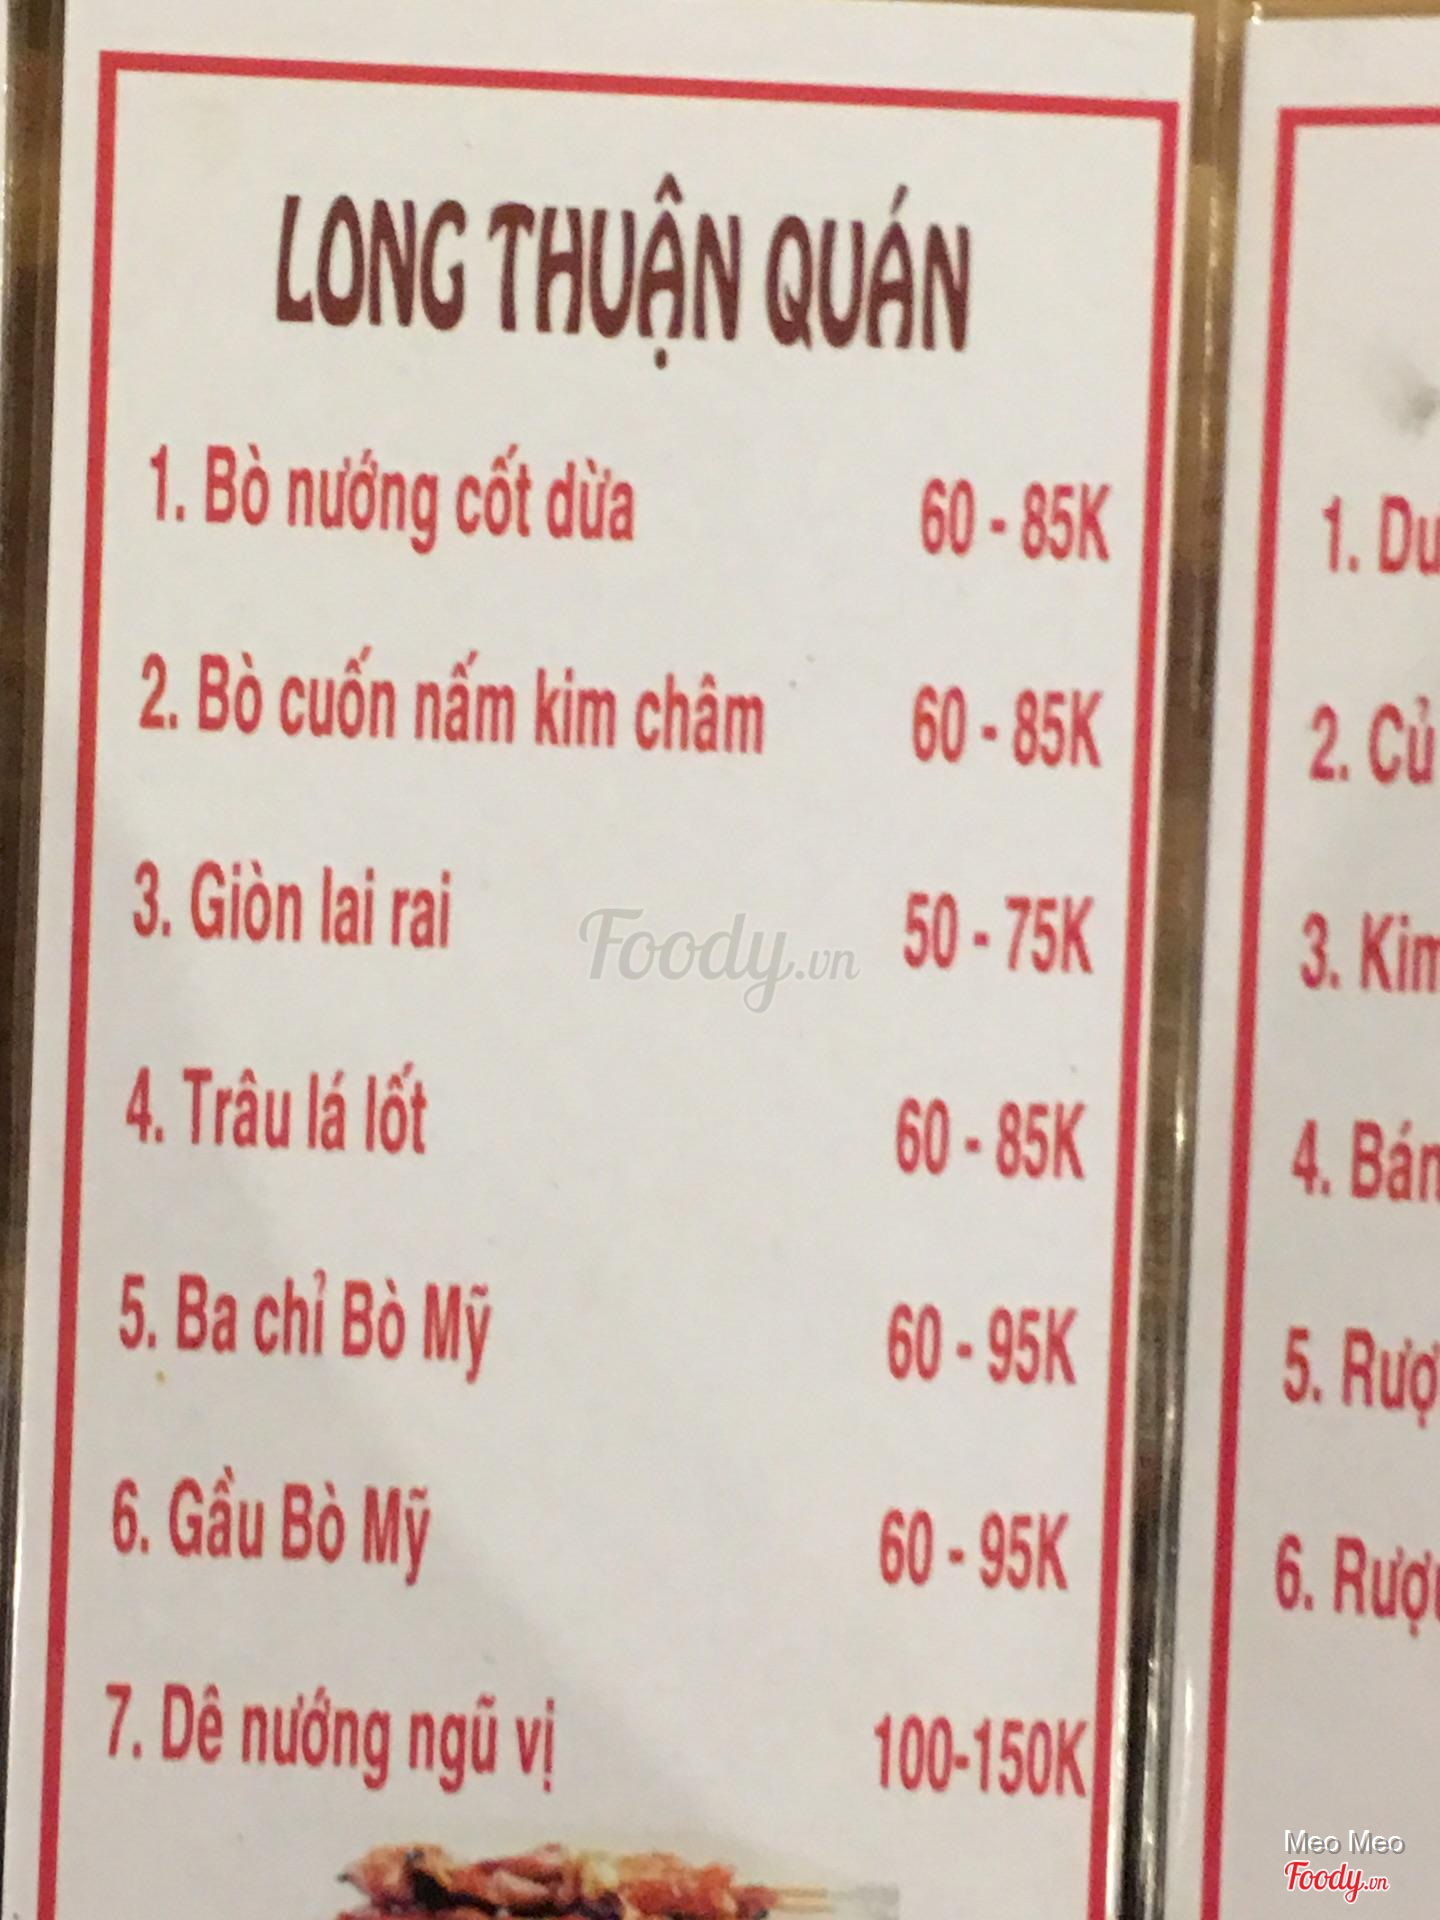 LONG THUẬN QUÁN
1. Bò nướng cốt dừa 60 - 85K
2. Bò cuốn nấm kim châm 60 - 85K
3. Giòn lai rai 50 - 75K
4. Trâu lá lốt 60 - 85K
5. Ba chỉ Bò Mỹ 60 - 95K
6. Gầu Bò Mỹ 60 - 95K
7. Dê nướng ngũ vị 100-150K
Foody.vn
1. Du
2. Củ
3. Kim
4. Bán
5. Rượ
6. Rượu
Meo Meo
Foody.vn